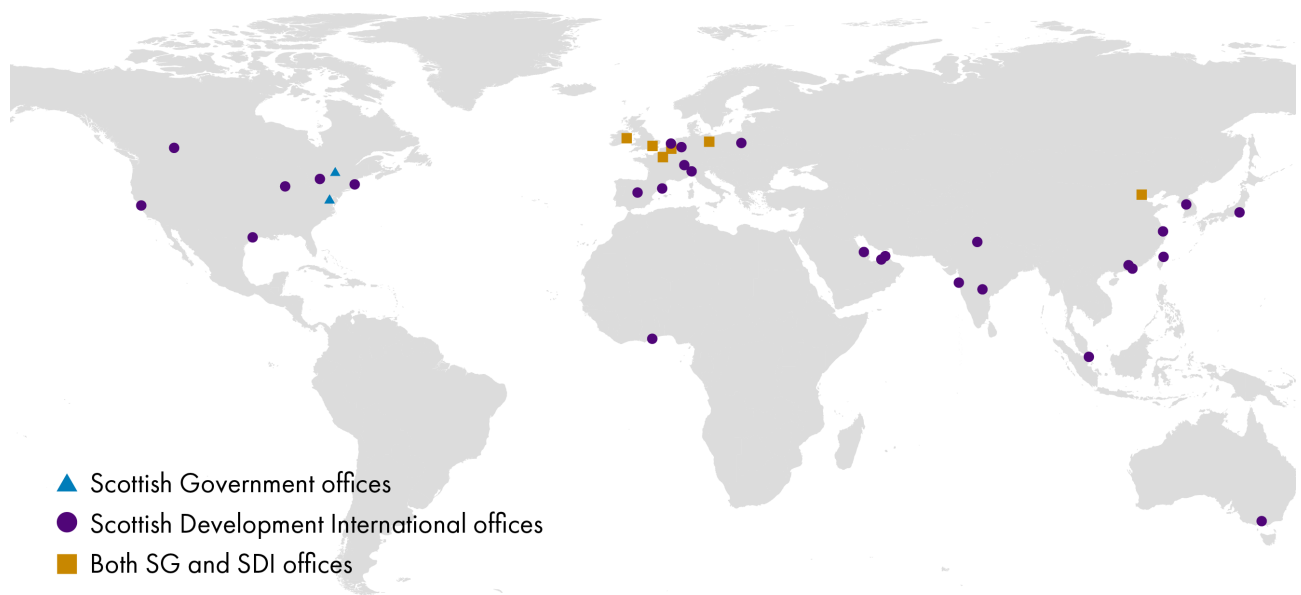 Scottish Government offices
Scottish Development International offices
Both SG and SDI offices